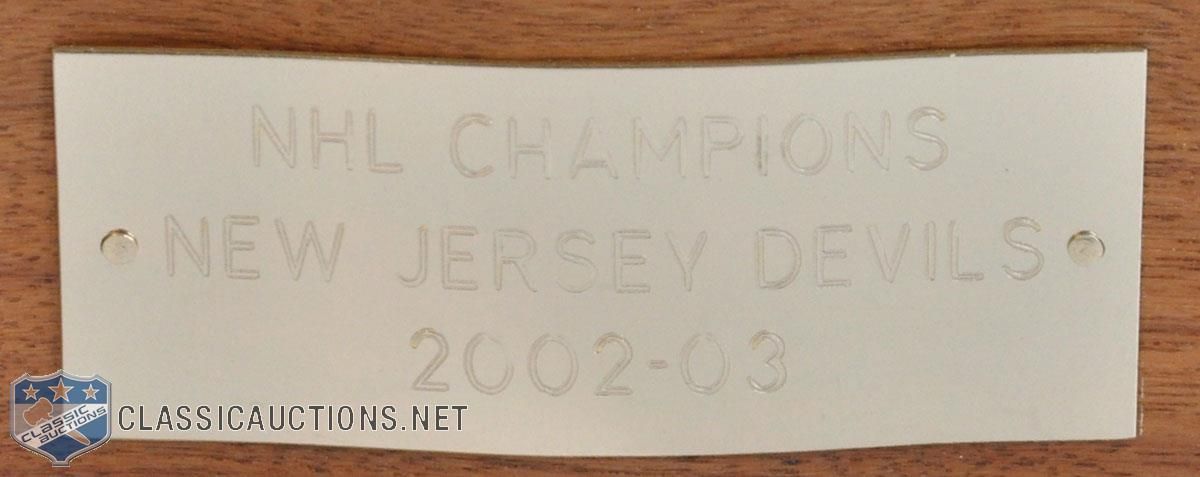 NHL CHAMPIONS
NEW JERSEY DEVILS
2002-03
CLASSIC
AUCTIONS
CLASSICAUCTIONS.NET